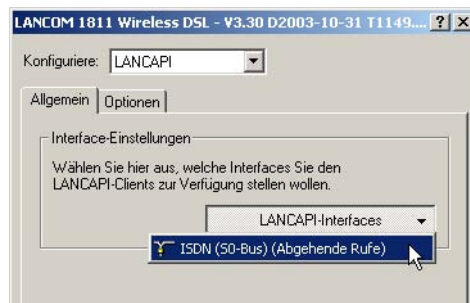 LANCOM 1811 Wireless DSL - V3.30 D2003-10-31 T1149....
Konfiguriere: LANCAPI
Allgemein Optionen
Interface-Einstellungen
Wählen Sie hier aus, welche Interfaces Sie den
LANCAPI-Clients zur Verfügung stellen wollen.
LANCAPI-Interfaces
ISDN (S0-Bus) (Abgehende Rufe)